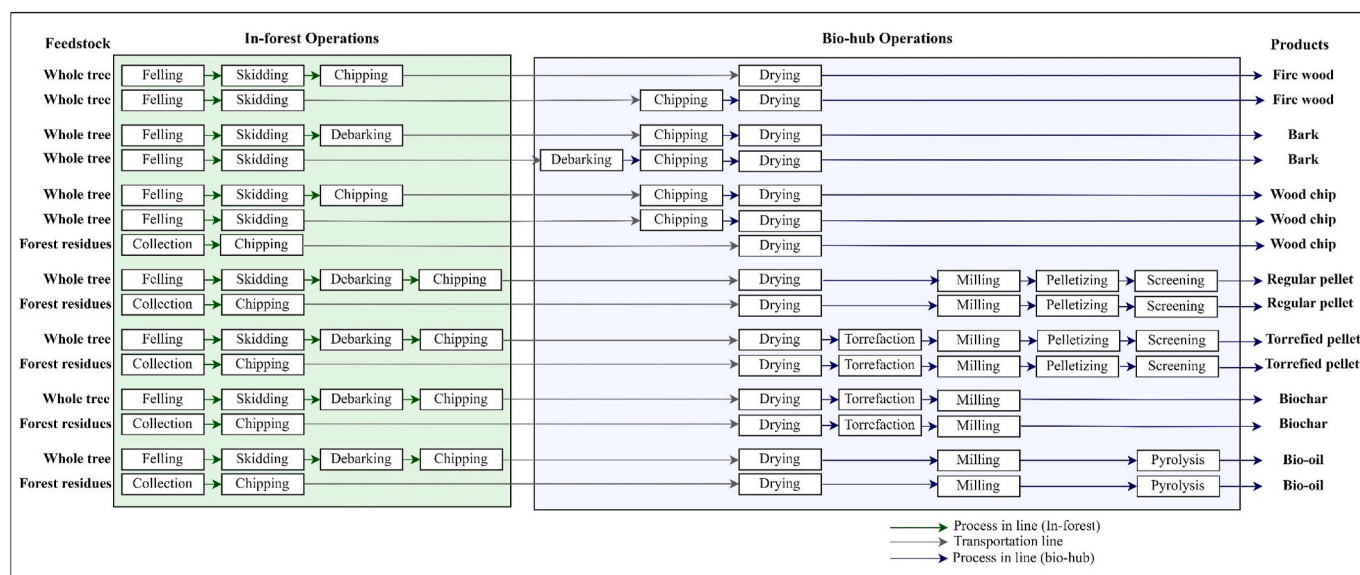 In-forest Operations Bio-hub Operations
Feedstock Products
Whole tree Felling Skidding Chipping Drying Fire wood
Whole tree Felling Skidding Chipping Drying Fire wood
Whole tree Felling Skidding Debarking Chipping Drying Bark
Whole tree Felling Skidding Debarking Chipping Drying Bark
Whole tree Felling Skidding Chipping Chipping Drying Wood chip
Whole tree Felling Skidding Chipping Drying Wood chip
Forest residues Collection Chipping Drying Wood chip
Whole tree Felling Skidding Debarking Chipping Drying Milling Pelletizing Screening Regular pellet
Forest residues Collection Chipping Drying Milling Pelletizing Screening Regular pellet
Whole tree Felling Skidding Debarking Chipping Drying Torrefaction Milling Pelletizing Screening Torrefied pellet
Forest residues Collection Chipping Drying Torrefaction Milling Pelletizing Screening Torrefied pellet
Whole tree Felling Skidding Debarking Chipping Drying Torrefaction Milling Biochar
Forest residues Collection Chipping Drying Torrefaction Milling Biochar
Whole tree Felling Skidding Debarking Chipping Drying Milling Pyrolysis Bio-oil
Forest residues Collection Chipping Drying Milling Pyrolysis Bio-oil
Process in line (In-forest)
Transportation line
Process in line (bio-hub)